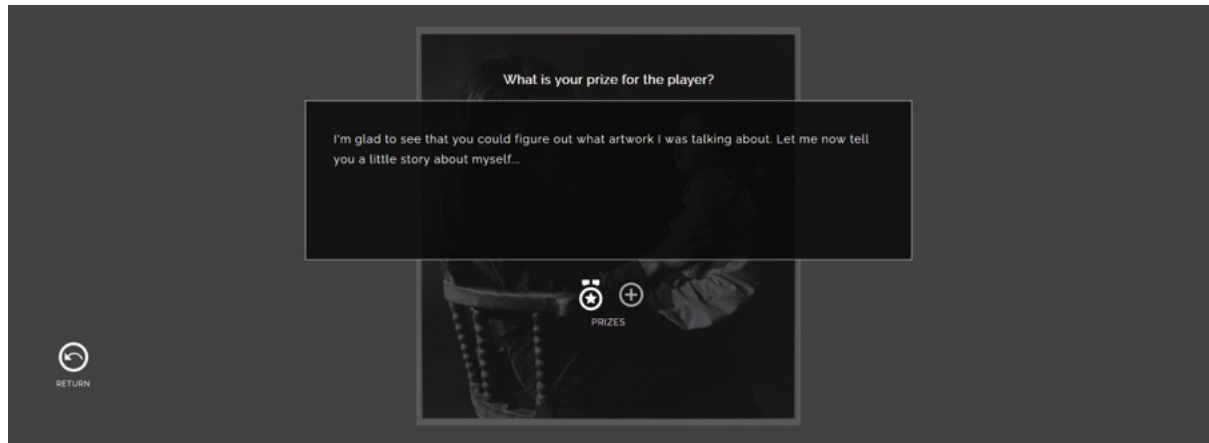 What is your prize for the player?
I'm glad to see that you could figure out what artwork I was talking about. Let me now tell
you a little story about myself...
PRIZES
RETURN